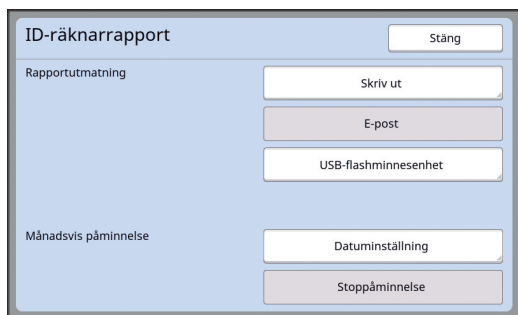 ID-räknarrapport
Stäng
Rapportutmatning
Skriv ut
E-post
USB-flashminnesenhet
Månadsvis påminnelse
Datuminställning
Stoppåminnelse